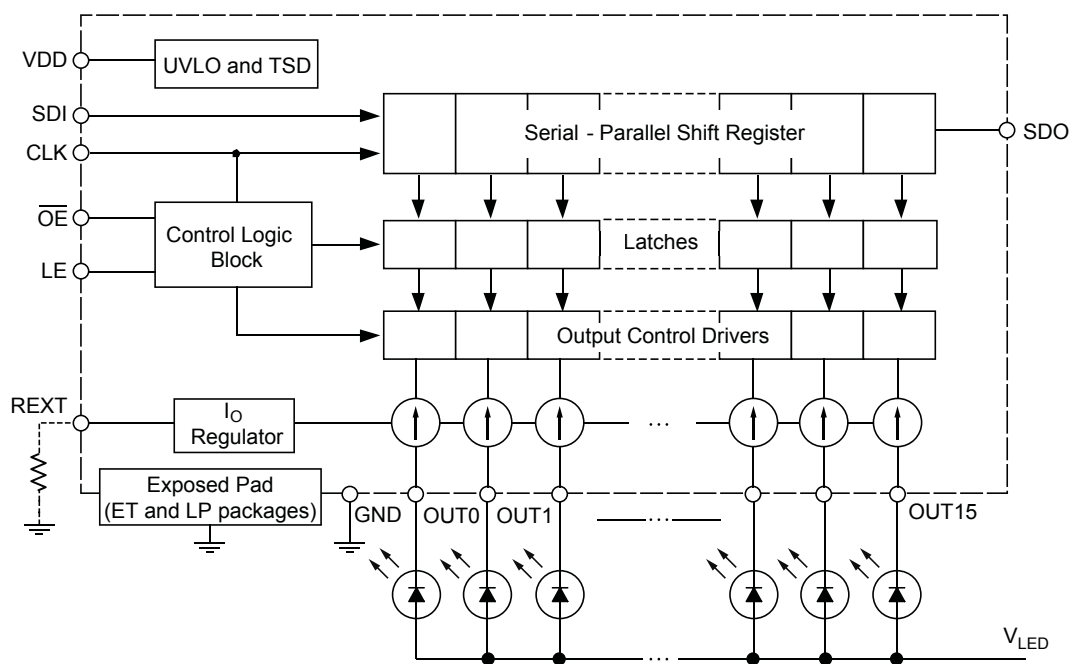 VDD
UVLO and TSD
SDI
Serial - Parallel Shift Register
SDO
CLK
OE
Control Logic
Block
Latches
LE
Output Control Drivers
REXT
IO
Regulator
...
Exposed Pad
(ET and LP packages)
GND
OUT0
OUT1
...
OUT15
VLED
...